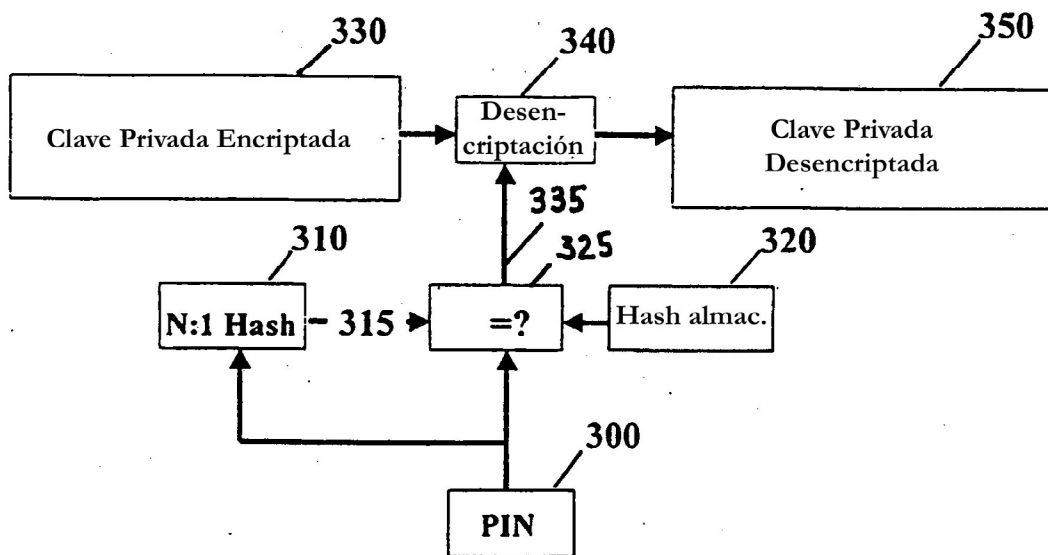 330
340
350
Clave Privada Encriptada
Desen-
criptación
Clave Privada
Desencriptada
335
310
325
320
N:1 Hash
315
=?
Hash almac.
300
PIN